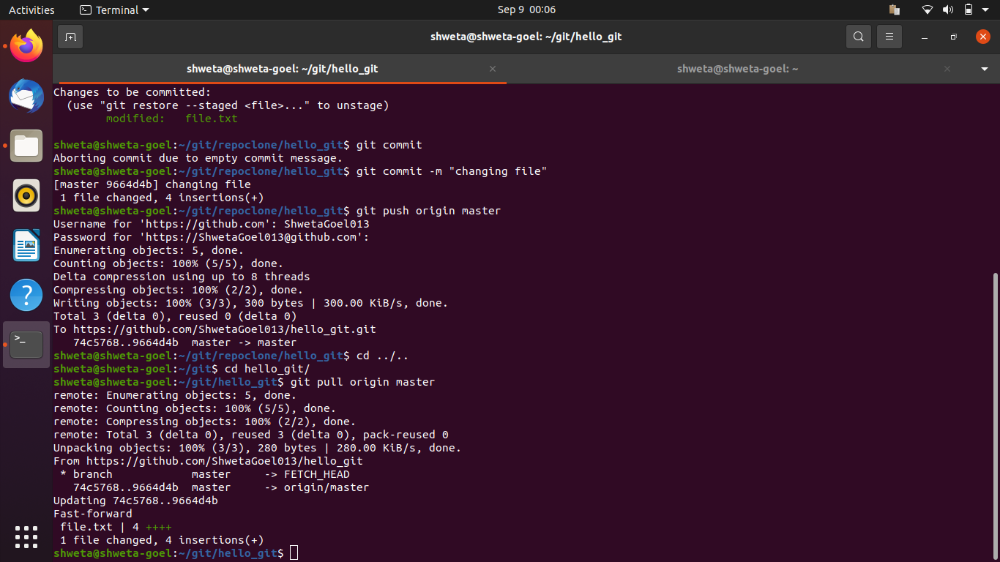 Activities Terminal Sep 9 00:06
shweta@shweta-goel: ~/git/hello_git
shweta@shweta-goel: ~/git/hello_git × shweta@shweta-goel: ~ ×
Changes to be committed:
  (use "git restore --staged <file>..." to unstage)
        modified:   file.txt
shweta@shweta-goel:~/git/repoclone/hello_git$ git commit
Aborting commit due to empty commit message.
shweta@shweta-goel:~/git/repoclone/hello_git$ git commit -m "changing file"
[master 9664d4b] changing file
 1 file changed, 4 insertions(+)
shweta@shweta-goel:~/git/repoclone/hello_git$ git push origin master
Username for 'https://github.com': ShwetaGoel013
Password for 'https://ShwetaGoel013@github.com':
Enumerating objects: 5, done.
Counting objects: 100% (5/5), done.
Delta compression using up to 8 threads
Compressing objects: 100% (2/2), done.
Writing objects: 100% (3/3), 300 bytes | 300.00 KiB/s, done.
Total 3 (delta 0), reused 0 (delta 0)
To https://github.com/ShwetaGoel013/hello_git.git
   74c5768..9664d4b  master -> master
shweta@shweta-goel:~/git/repoclone/hello_git$ cd ../..
shweta@shweta-goel:~/git$ cd hello_git/
shweta@shweta-goel:~/git/hello_git$ git pull origin master
remote: Enumerating objects: 5, done.
remote: Counting objects: 100% (5/5), done.
remote: Compressing objects: 100% (2/2), done.
remote: Total 3 (delta 0), reused 3 (delta 0), pack-reused 0
Unpacking objects: 100% (3/3), 280 bytes | 280.00 KiB/s, done.
From https://github.com/ShwetaGoel013/hello_git
 * branch            master     -> FETCH_HEAD
   74c5768..9664d4b  master     -> origin/master
Updating 74c5768..9664d4b
Fast-forward
 file.txt | 4 ++++
 1 file changed, 4 insertions(+)
shweta@shweta-goel:~/git/hello_git$